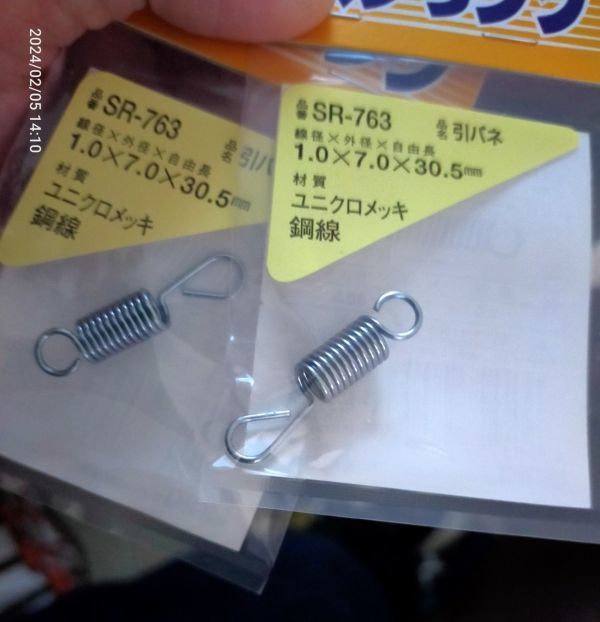 2024/02/05 14:10
品番 SR-763
線径×外径×自由長
1.0×7.0×30.5㎜
材質
ユニクロメッキ
鋼線
品名 引バネ
品番 SR-763
品名 引バネ
線径×外径×自由長
1.0×7.0×30.5㎜
材質
ユニクロメッキ
鋼線